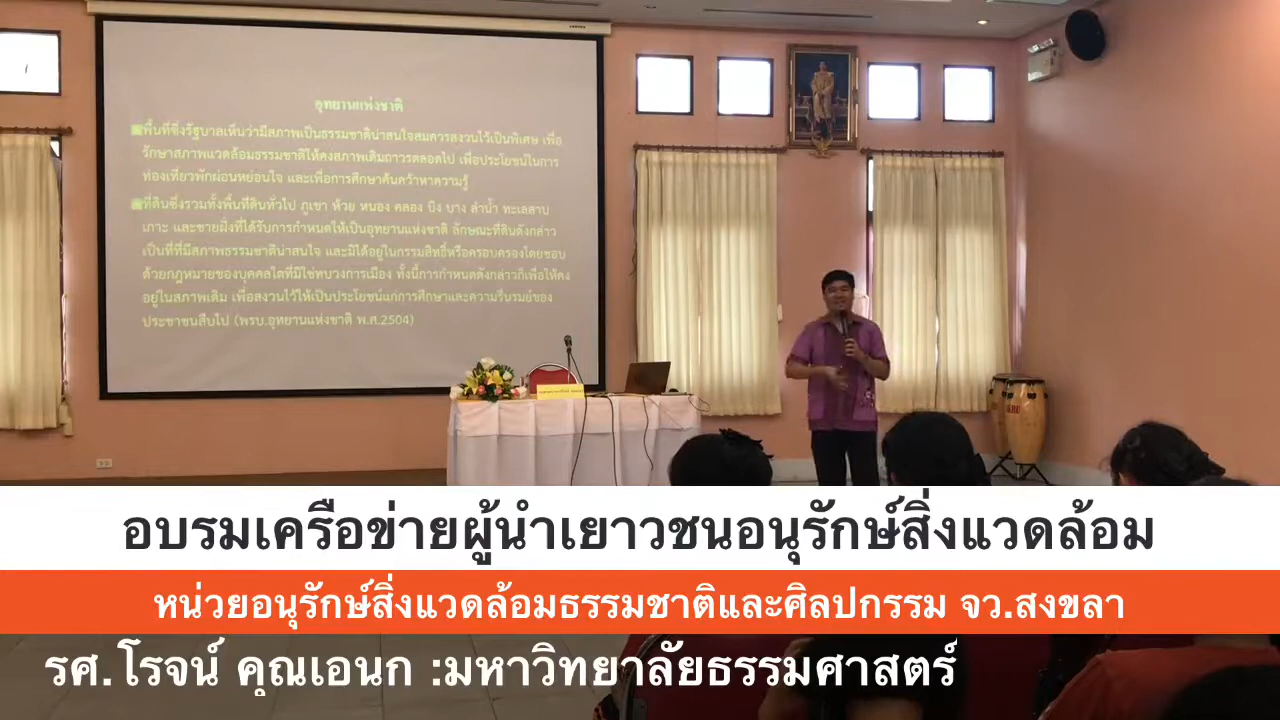 อุทยานแห่งชาติ
พื้นที่ซึ่งรัฐบาลเห็นว่ามีสภาพเป็นธรรมชาติน่าสนใจสมควรสงวนไว้เป็นพิเศษ เพื่อ
รักษาสภาพแวดล้อมธรรมชาติให้คงสภาพเดิมถาวรตลอดไป เพื่อประโยชน์ในการ
ท่องเที่ยวพักผ่อนหย่อนใจ และเพื่อการศึกษาค้นคว้าหาความรู้
ที่ดินซึ่งรวมทั้งพื้นที่ดินทั่วไป ภูเขา ห้วย หนอง คลอง บึง บาง ลำน้ำ ทะเลสาบ
เกาะ และชายฝั่งที่ได้รับการกำหนดให้เป็นอุทยานแห่งชาติ ลักษณะที่ดินดังกล่าว
เป็นที่ที่มีสภาพธรรมชาติน่าสนใจ และมิได้อยู่ในกรรมสิทธิ์หรือครอบครองโดยชอบ
ด้วยกฎหมายของบุคคลใดที่มิใช่ทบวงการเมือง ทั้งนี้การกำหนดดังกล่าวก็เพื่อให้คง
อยู่ในสภาพเดิม เพื่อสงวนไว้ให้เป็นประโยชน์แก่การศึกษาและความรื่นรมย์ของ
ประชาชนสืบไป (พรบ.อุทยานแห่งชาติ พ.ศ.2504)
อบรมเครือข่ายผู้นำเยาวชนอนุรักษ์สิ่งแวดล้อม
หน่วยอนุรักษ์สิ่งแวดล้อมธรรมชาติและศิลปกรรม จว.สงขลา
รศ.โรจน์ คุณเอนก :มหาวิทยาลัยธรรมศาสตร์